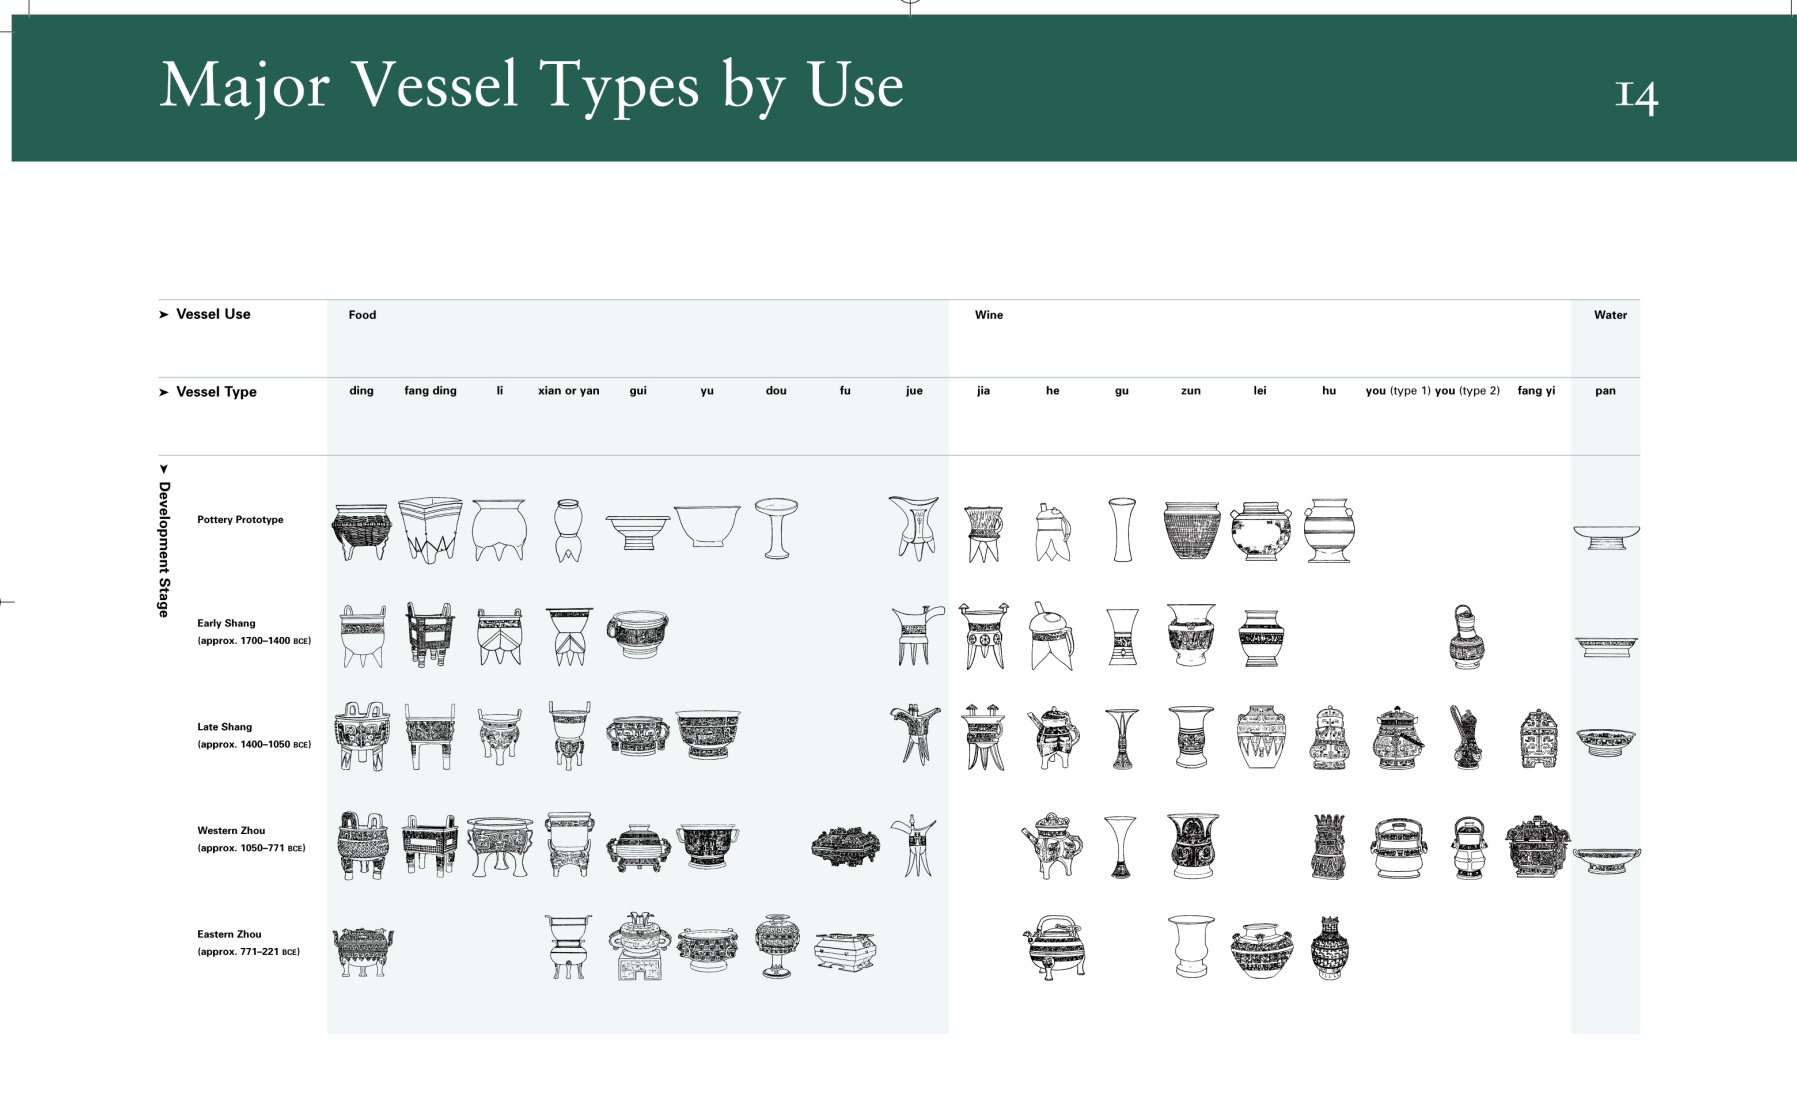 Major Vessel Types by Use
14
➤ Vessel Use
Food
Wine
Water
➤ Vessel Type
ding
fang ding
li
xian or yan
gui
yu
dou
fu
jue
jia
he
gu
zun
lei
hu
you (type 1)
you (type 2)
fang yi
pan
➤ Development Stage
Pottery Prototype
Early Shang
(approx. 1700–1400 BCE)
Late Shang
(approx. 1400–1050 BCE)
Western Zhou
(approx. 1050–771 BCE)
Eastern Zhou
(approx. 771–221 BCE)